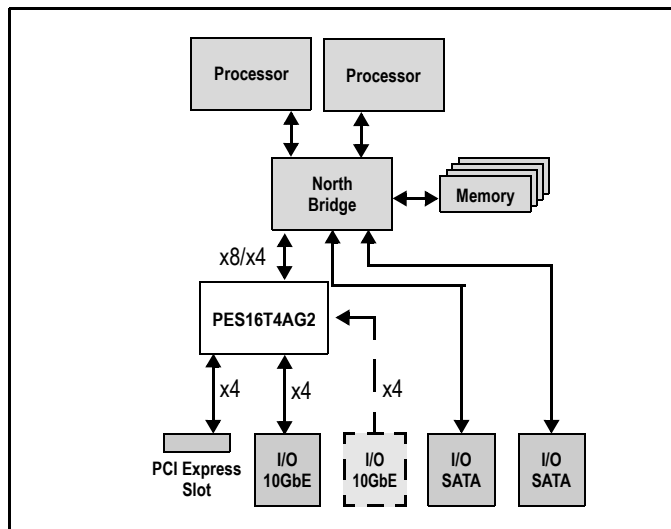 Processor
Processor
North
Bridge
Memory
x8/x4
PES16T4AG2
x4
x4
x4
PCI Express
Slot
I/O
10GbE
I/O
10GbE
I/O
SATA
I/O
SATA